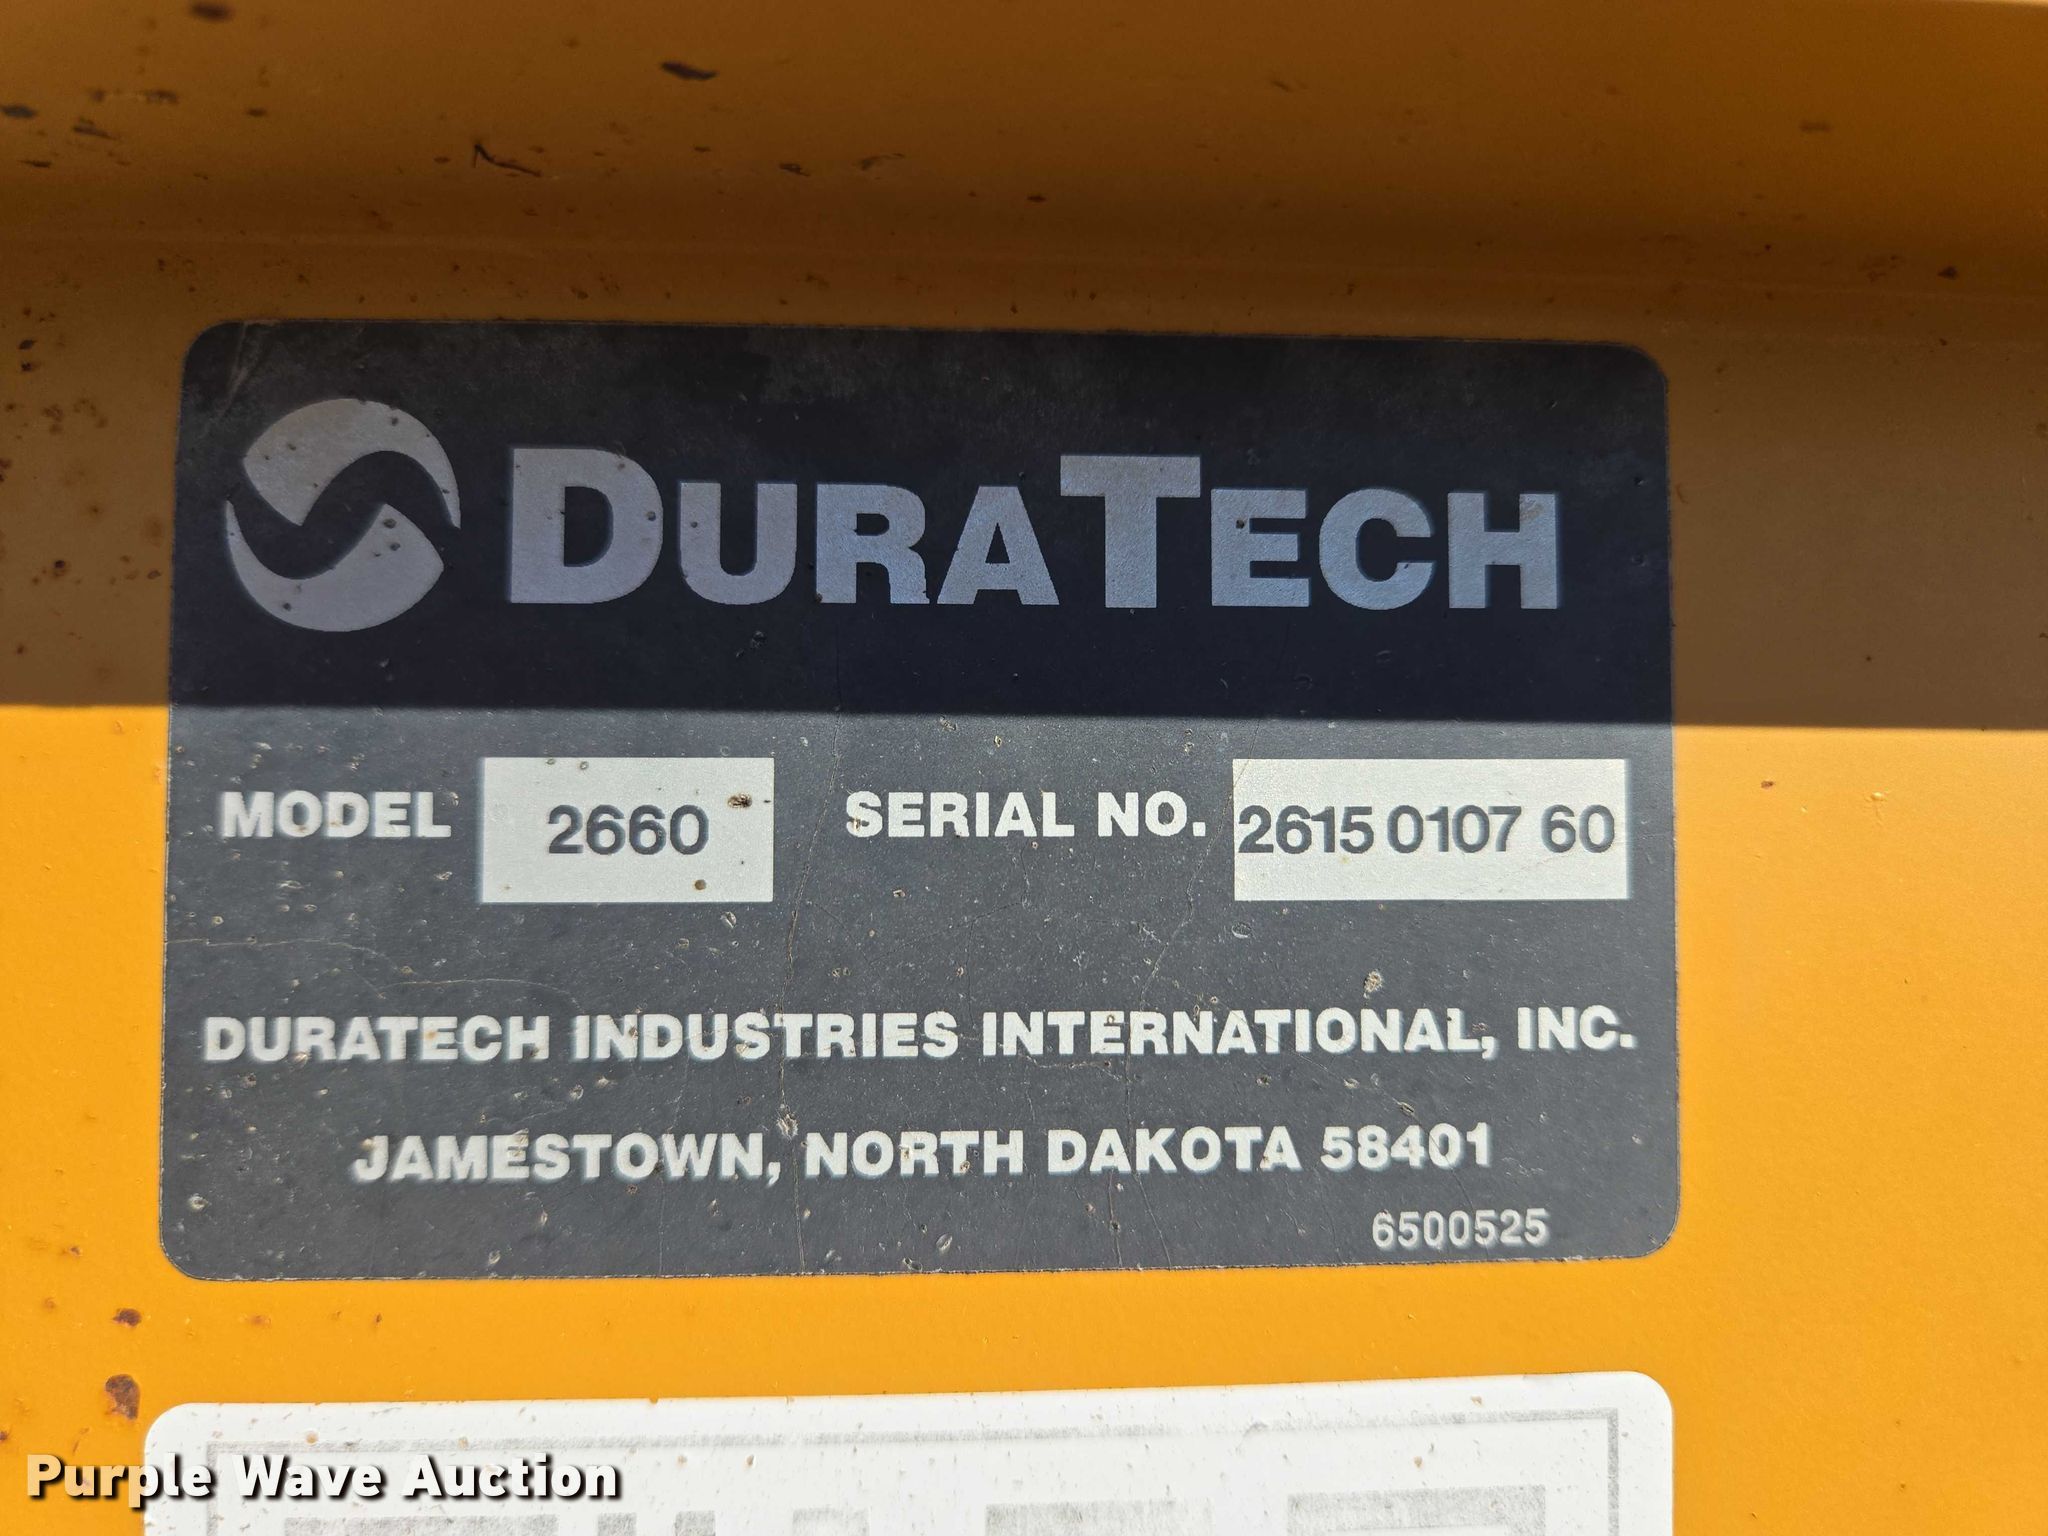 DURATECH
MODEL 2660 SERIAL NO. 2615 0107 60
DURATECH INDUSTRIES INTERNATIONAL, INC.
JAMESTOWN, NORTH DAKOTA 58401
6500525
Purple Wave Auction